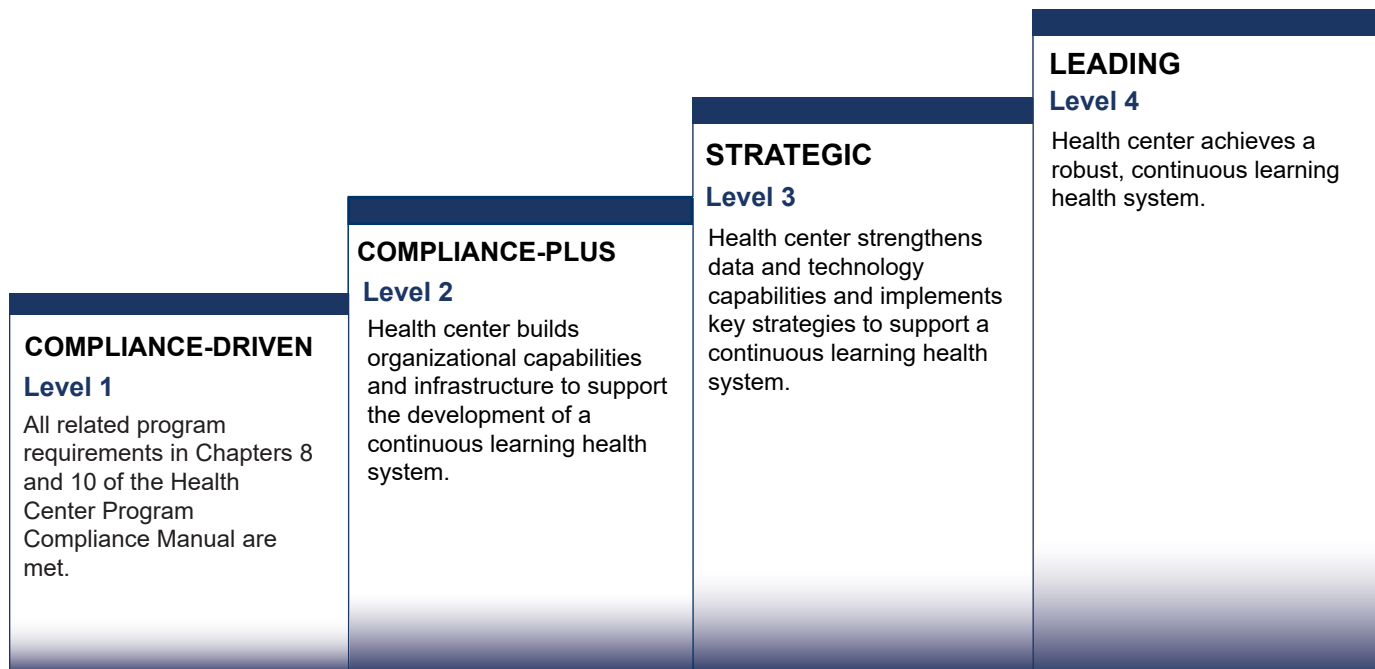 COMPLIANCE-DRIVEN
Level 1
All related program
requirements in Chapters 8
and 10 of the Health
Center Program
Compliance Manual are
met.
COMPLIANCE-PLUS
Level 2
Health center builds
organizational capabilities
and infrastructure to support
the development of a
continuous learning health
system.
STRATEGIC
Level 3
Health center strengthens
data and technology
capabilities and implements
key strategies to support a
continuous learning health
system.
LEADING
Level 4
Health center achieves a
robust, continuous learning
health system.